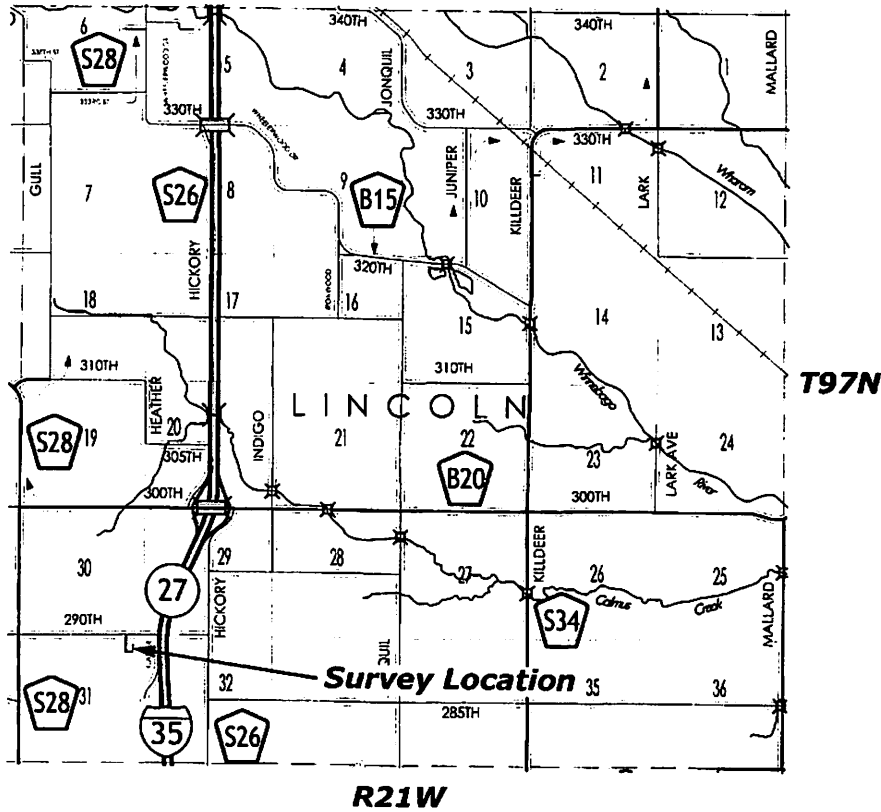 6
S28
5
4
340TH
3
340TH
2
1
MALLARD
JONQUIL
330TH
330TH
330TH
GULL
7
S26
8
9
B15
JUNIPER
10
KILLDEER
11
LARK
12
Wharam
HICKORY
320TH
18
17
16
15
14
13
310TH
310TH
T97N
HEATHER
Winnebago
LINCOLN
S28
19
20
INDIGO
21
22
23
LARK AVE
24
305TH
B20
River
300TH
300TH
30
29
28
27
KILLDEER
26
25
27
HICKORY
Calmus
Creek
MALLARD
290TH
S34
QUIL
Survey Location
S28
31
32
35
36
285TH
35
S26
R21W